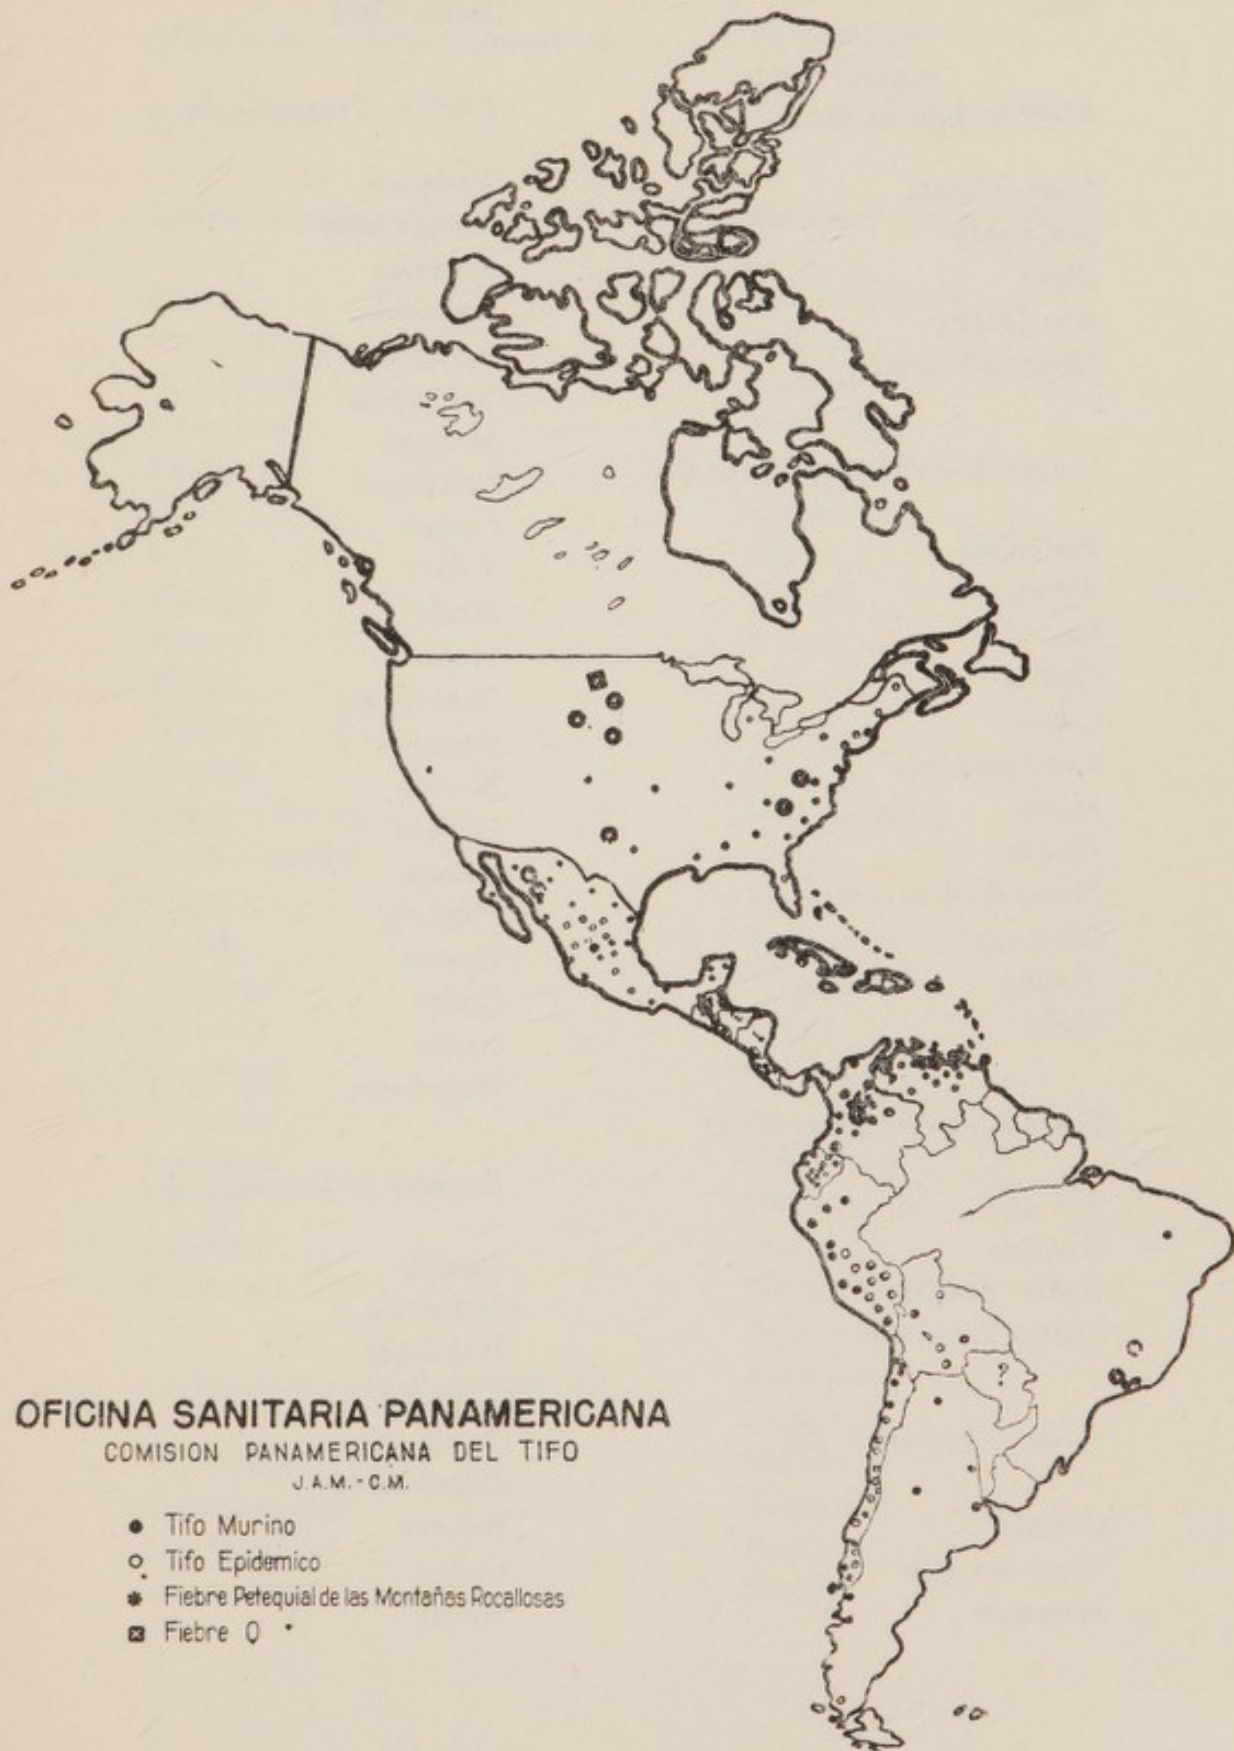 OFICINA SANITARIA PANAMERICANA
COMISION PANAMERICANA DEL TIFO
J.A.M. - C.M.
Tifo Murino
Tifo Epidemico
Fiebre Petequial de las Montañas Rocallosas
Fiebre Q
?